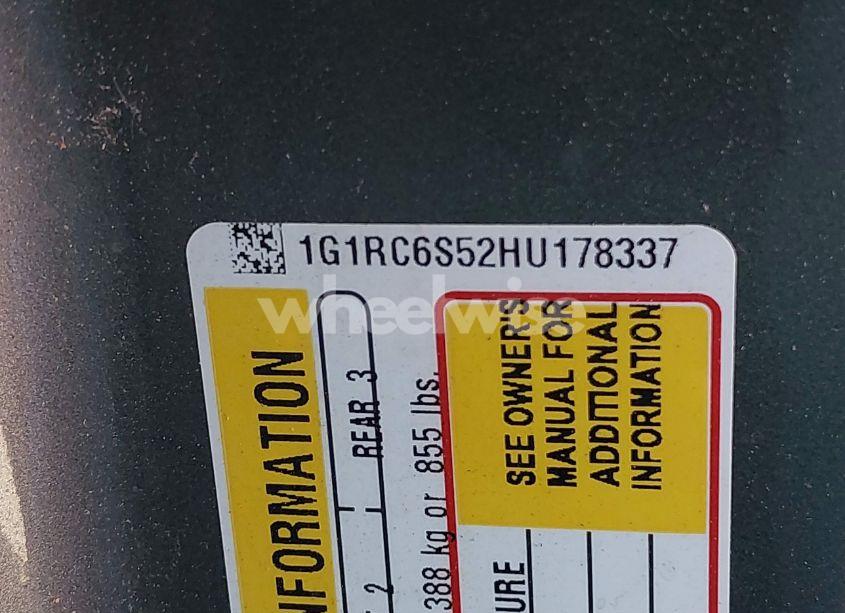 1G1RC6S52HU178337
wheelwise
INFORMATION
REAR 3
2
388 kg or 855 lbs.
SEE OWNER'S
MANUAL FOR
ADDITIONAL
INFORMATION
URE